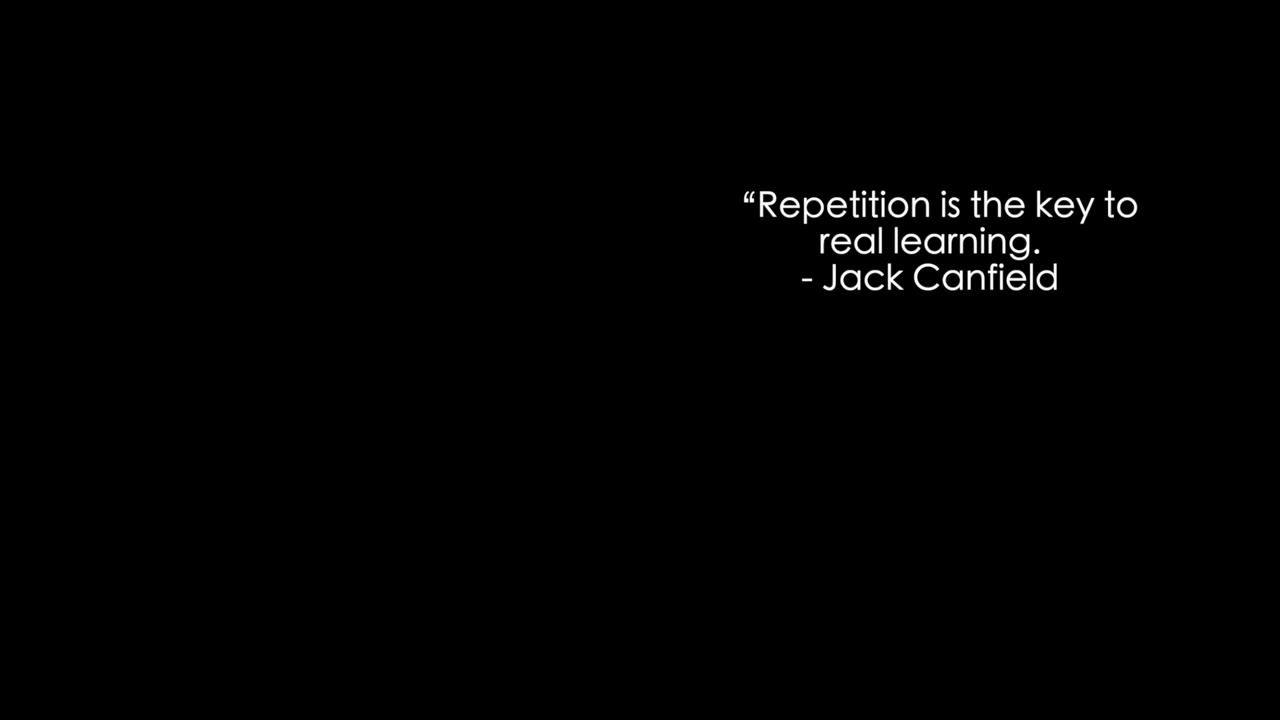 “Repetition is the key to
real learning.
- Jack Canfield